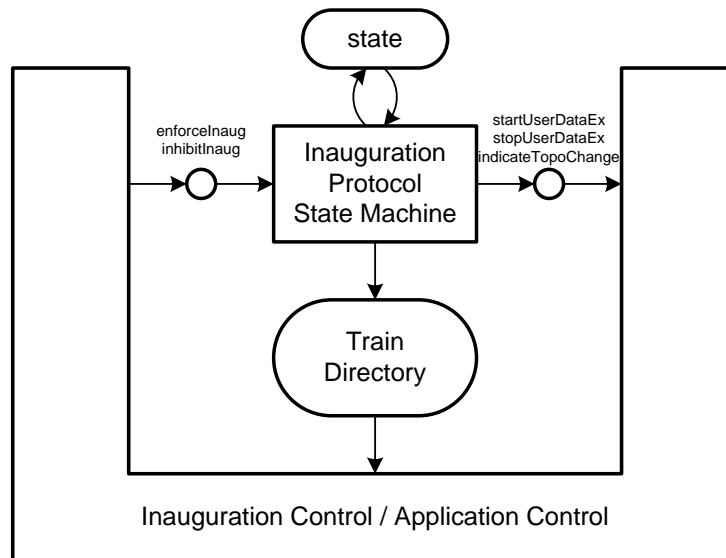 state
enforceInaug
inhibitInaug
Inauguration
Protocol
State Machine
startUserDataEx
stopUserDataEx
indicateTopoChange
Train
Directory
Inauguration Control / Application Control